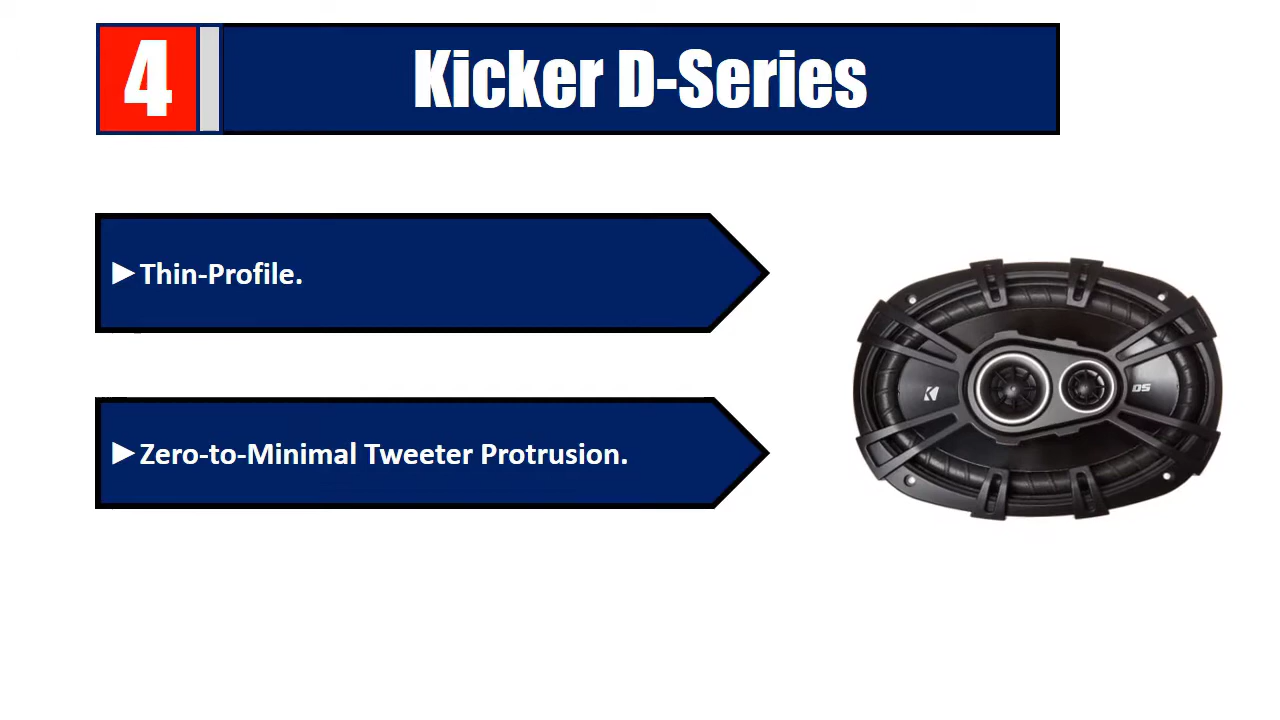 4
Kicker D-Series
►Thin-Profile.
►Zero-to-Minimal Tweeter Protrusion.
K
DS